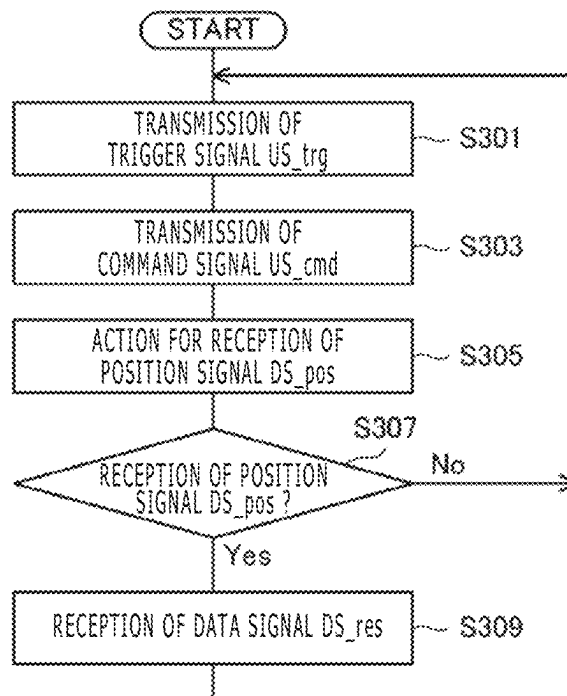 START
TRANSMISSION OF
TRIGGER SIGNAL US_trg
S301
TRANSMISSION OF
COMMAND SIGNAL US_cmd
S303
ACTION FOR RECEPTION OF
POSITION SIGNAL DS_pos
S305
S307
RECEPTION OF POSITION
SIGNAL DS_pos ?
No
Yes
RECEPTION OF DATA SIGNAL DS_res
S309